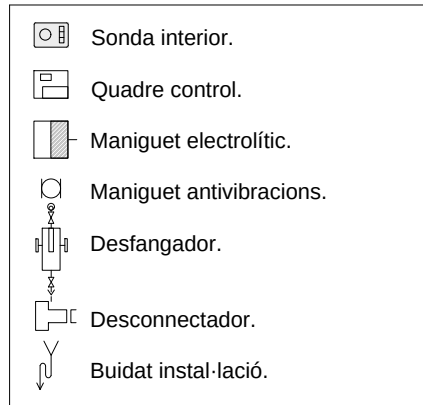 Sonda interior.
Quadre control.
Maniguet electrolític.
Maniguet antivibracions.
Desfangador.
Desconnectador.
Buidat instal·lació.